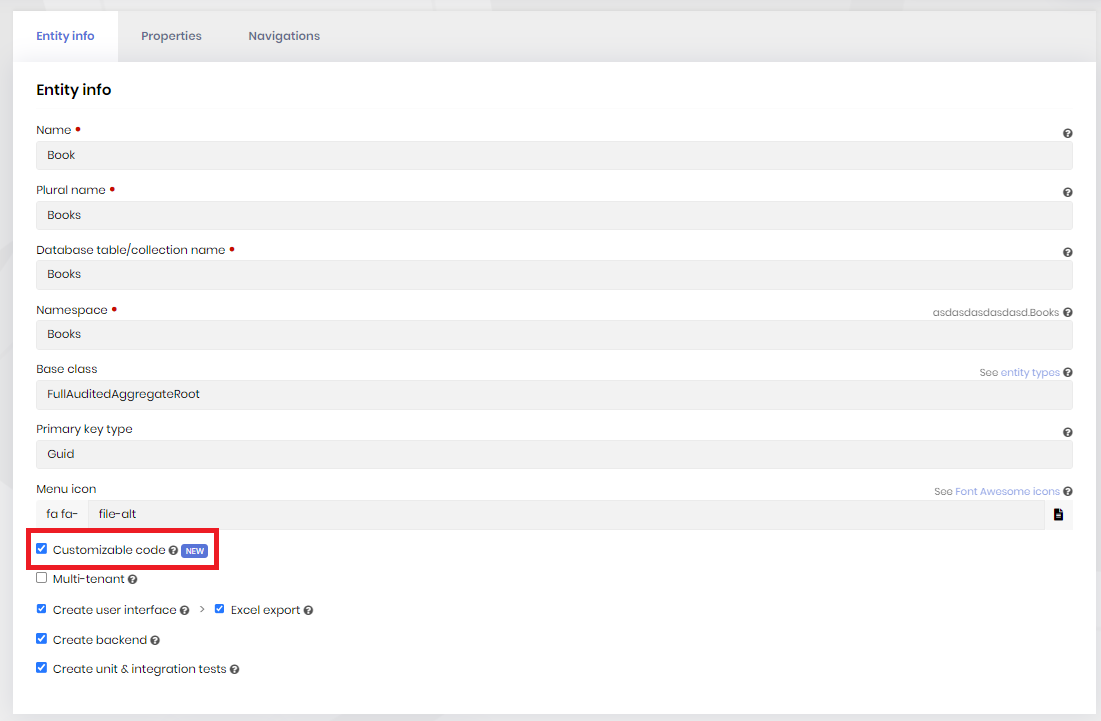 Entity info Properties Navigations
Entity info
Name •
Book
Plural name •
Books
Database table/collection name •
Books
Namespace • asdasdasdasdasd.Books
Books
Base class See entity types
FullAuditedAggregateRoot
Primary key type
Guid
Menu icon See Font Awesome icons
fa fa- file-alt
Customizable code NEW
Multi-tenant
Create user interface > Excel export
Create backend
Create unit & integration tests